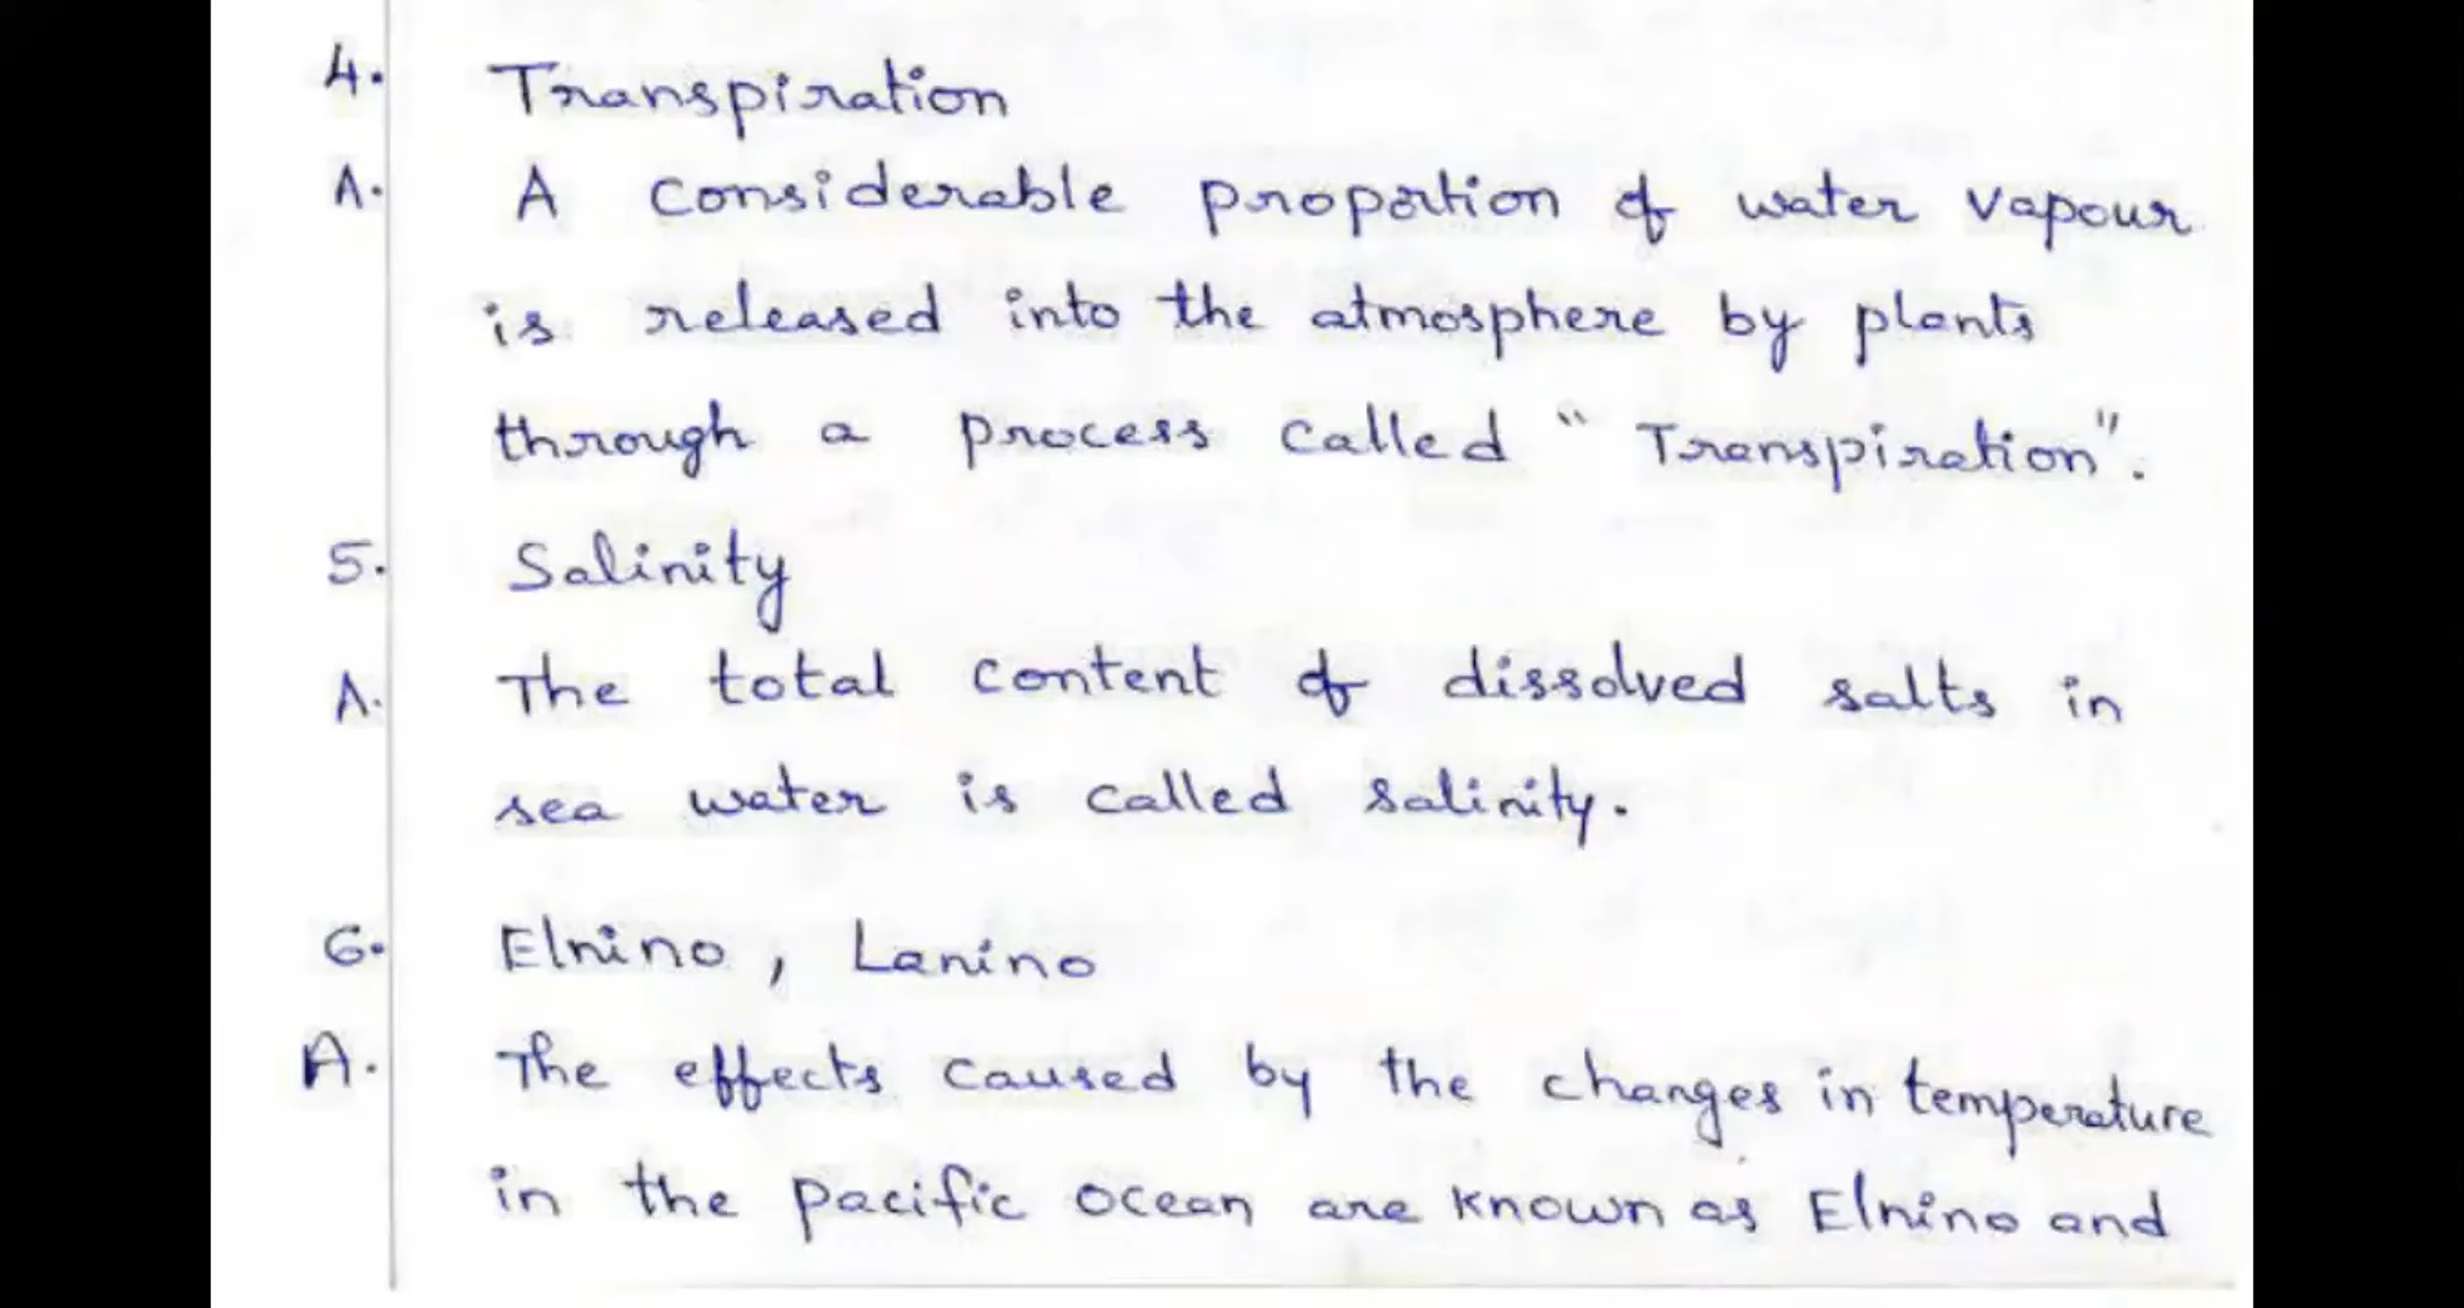 4. Transpiration
A. A considerable proportion of water vapour
is released into the atmosphere by plants
through a process called "Transpiration".
5. Salinity
A. The total content of dissolved salts in
sea water is called salinity.
6. Elnino, Lanino
A. The effects caused by the changes in temperature
in the pacific ocean are known as Elnino and